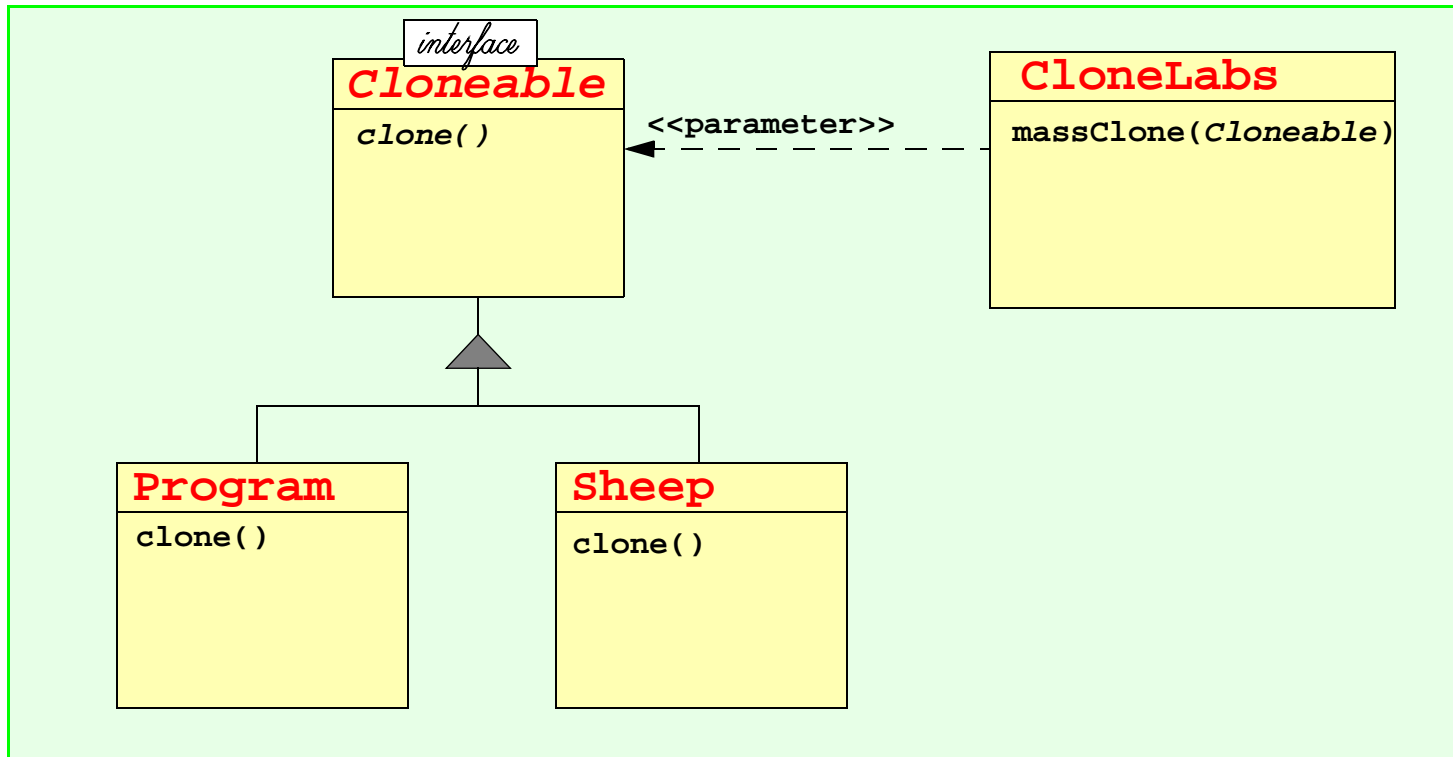 interface
Cloneable
clone()
<<parameter>>
CloneLabs
massClone(Cloneable)
Program
clone()
Sheep
clone()